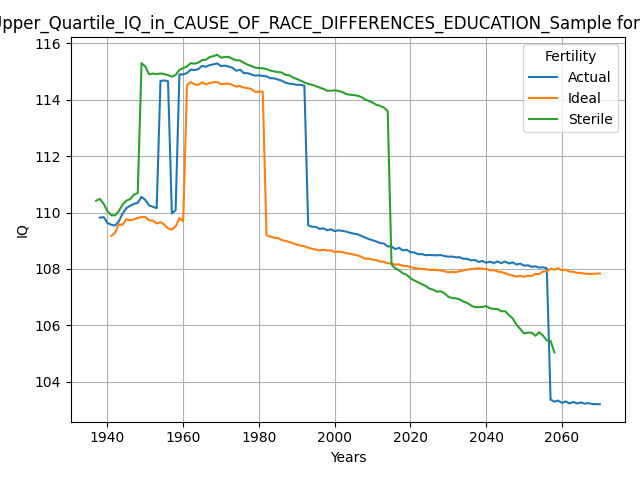 Upper_Quartile_IQ_in_CAUSE_OF_RACE_DIFFERENCES_EDUCATION_Sample for
Fertility
Actual
Ideal
Sterile
116
114
112
110
108
106
104
IQ
1940
1960
1980
2000
2020
2040
2060
Years